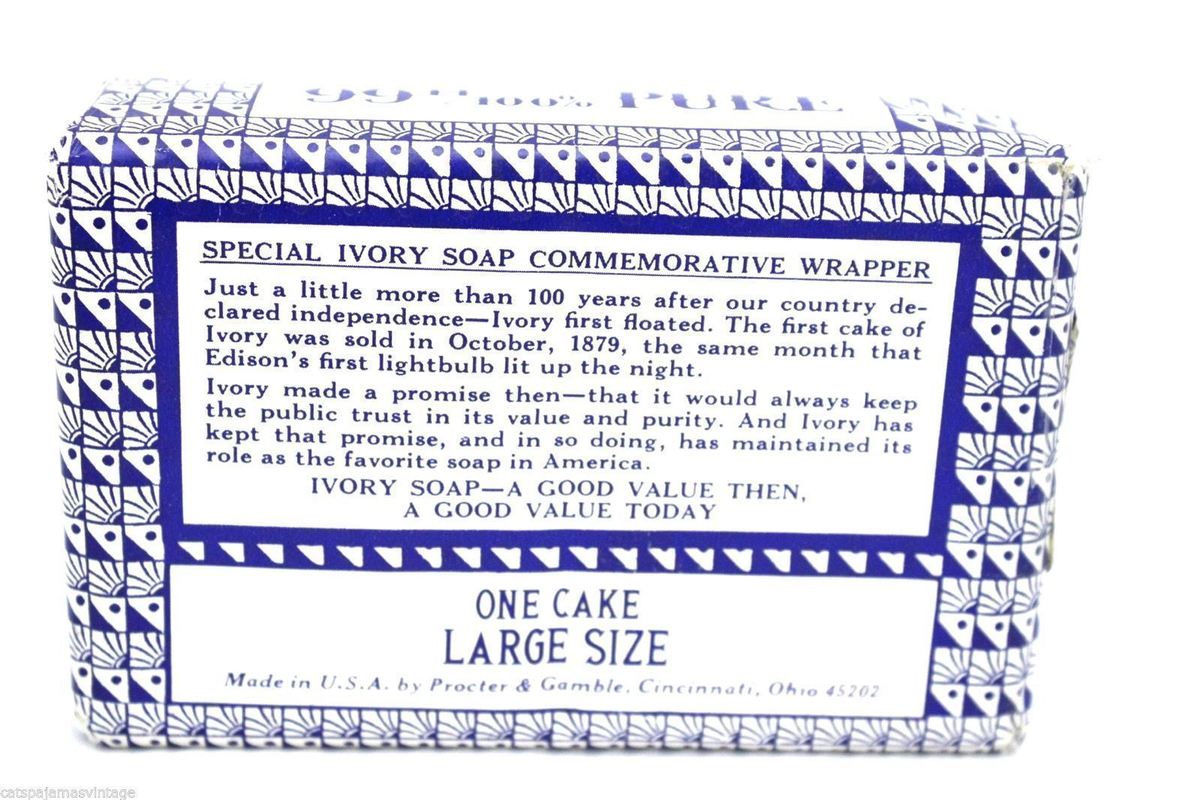 99 44/100% PURE
SPECIAL IVORY SOAP COMMEMORATIVE WRAPPER
Just a little more than 100 years after our country de-
clared independence—Ivory first floated. The first cake of
Ivory was sold in October, 1879, the same month that
Edison's first lightbulb lit up the night.
Ivory made a promise then—that it would always keep
the public trust in its value and purity. And Ivory has
kept that promise, and in so doing, has maintained its
role as the favorite soap in America.
IVORY SOAP—A GOOD VALUE THEN,
A GOOD VALUE TODAY
ONE CAKE
LARGE SIZE
Made in U.S.A. by Procter & Gamble, Cincinnati, Ohio 45202
catspajamasvintage